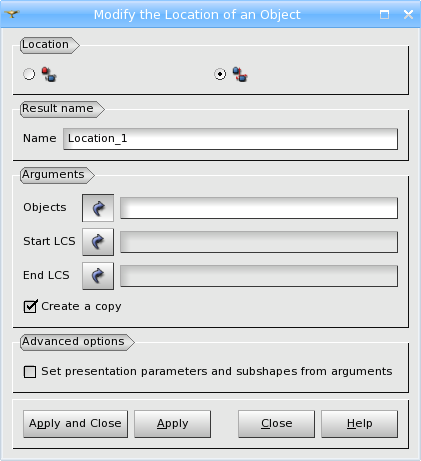 Modify the Location of an Object
Location
Result name
Name Location_1
Arguments
Objects
Start LCS
End LCS
Create a copy
Advanced options
Set presentation parameters and subshapes from arguments
Apply and Close Apply Close Help